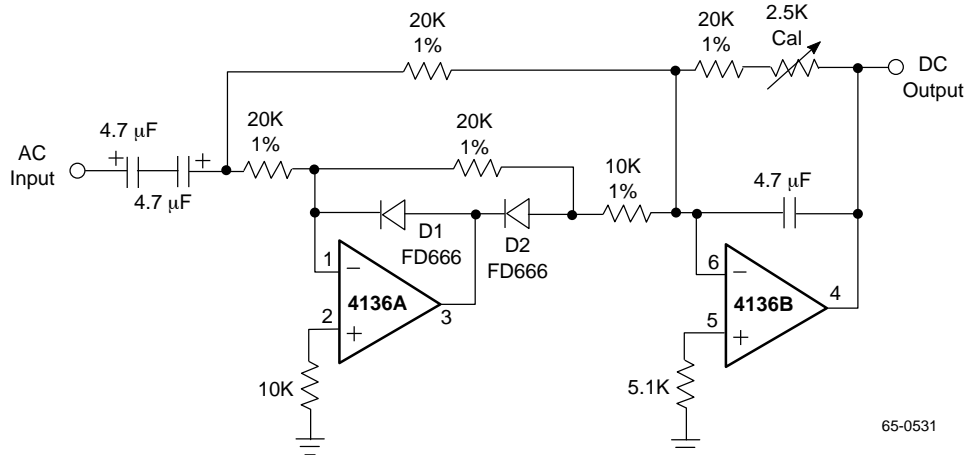 20K
1%
20K
1%
2.5K
Cal
DC
Output
4.7 µF
+
+
4.7 µF
AC
Input
20K
1%
20K
1%
10K
1%
4.7 µF
D1
FD666
D2
FD666
1
−
4136A
2
+
3
10K
6
−
4136B
4
5
+
5.1K
65-0531